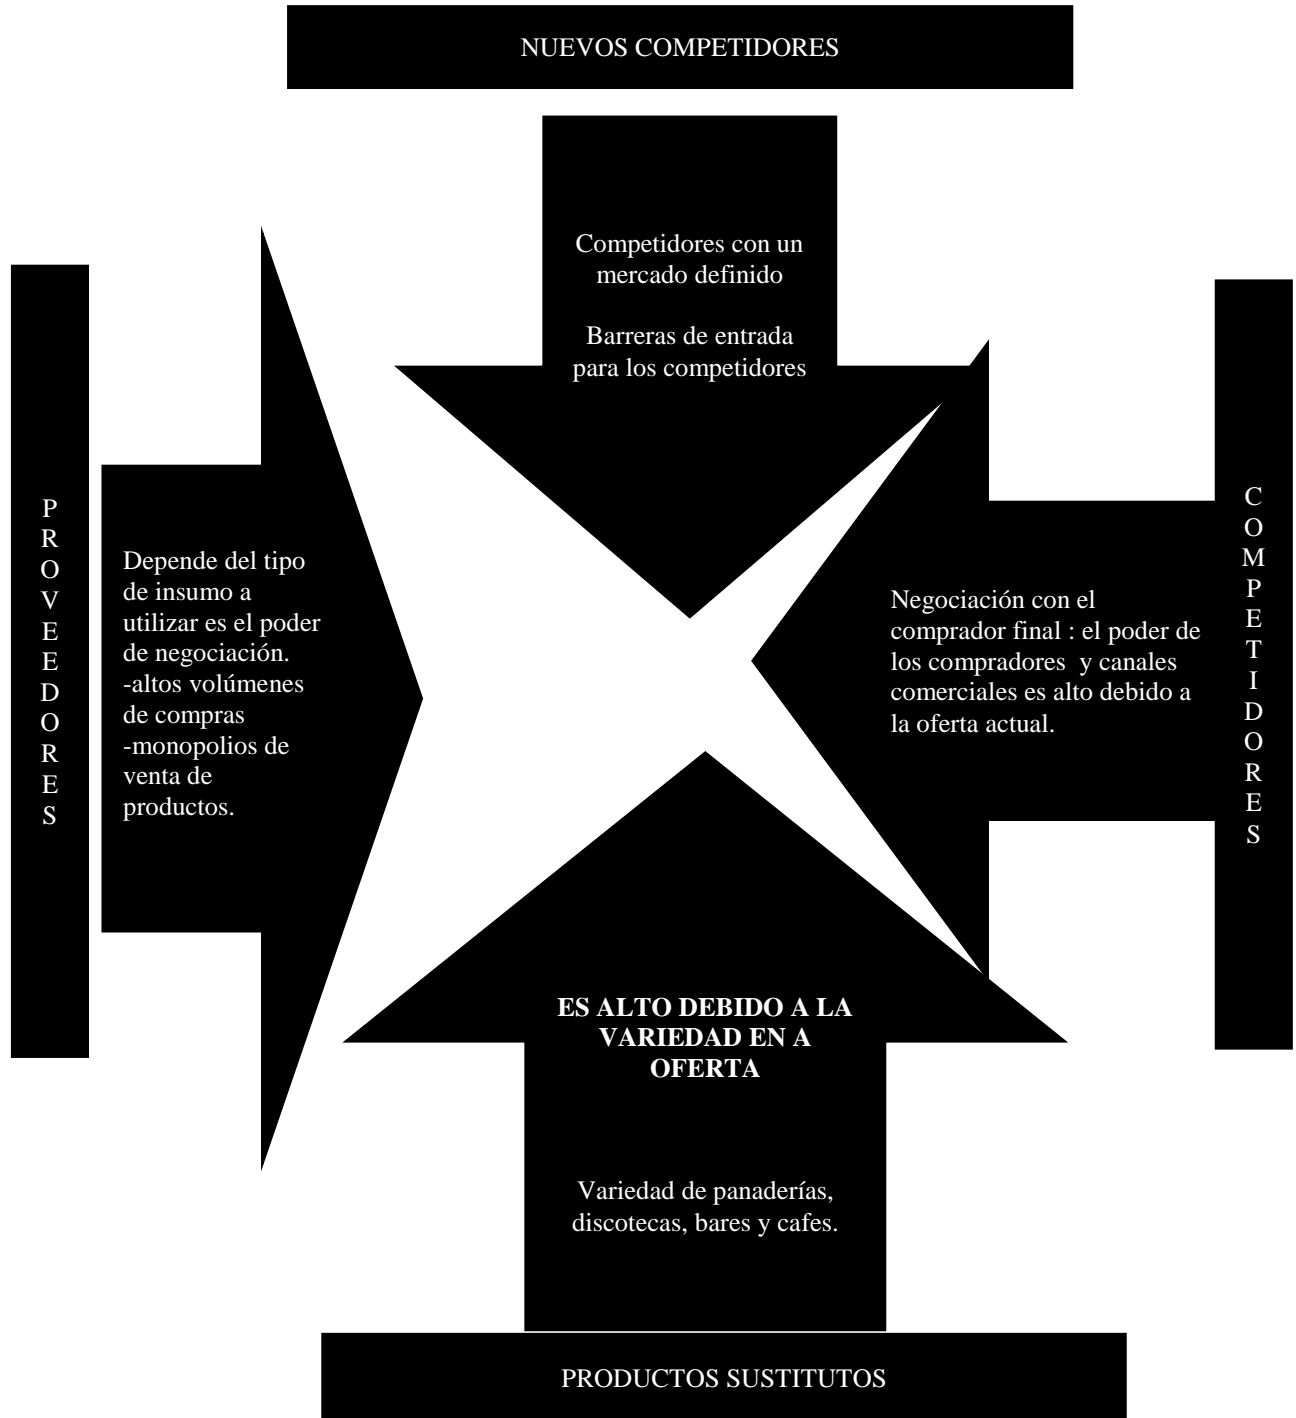 NUEVOS COMPETIDORES
Competidores con un
mercado definido
Barreras de entrada
para los competidores
PROVEEDORES
Depende del tipo
de insumo a
utilizar es el poder
de negociación.
-altos volúmenes
de compras
-monopolios de
venta de
productos.
Negociación con el
comprador final : el poder de
los compradores  y canales
comerciales es alto debido a
la oferta actual.
COMPETIDORES
ES ALTO DEBIDO A LA
VARIEDAD EN A
OFERTA
Variedad de panaderías,
discotecas, bares y cafes.
PRODUCTOS SUSTITUTOS